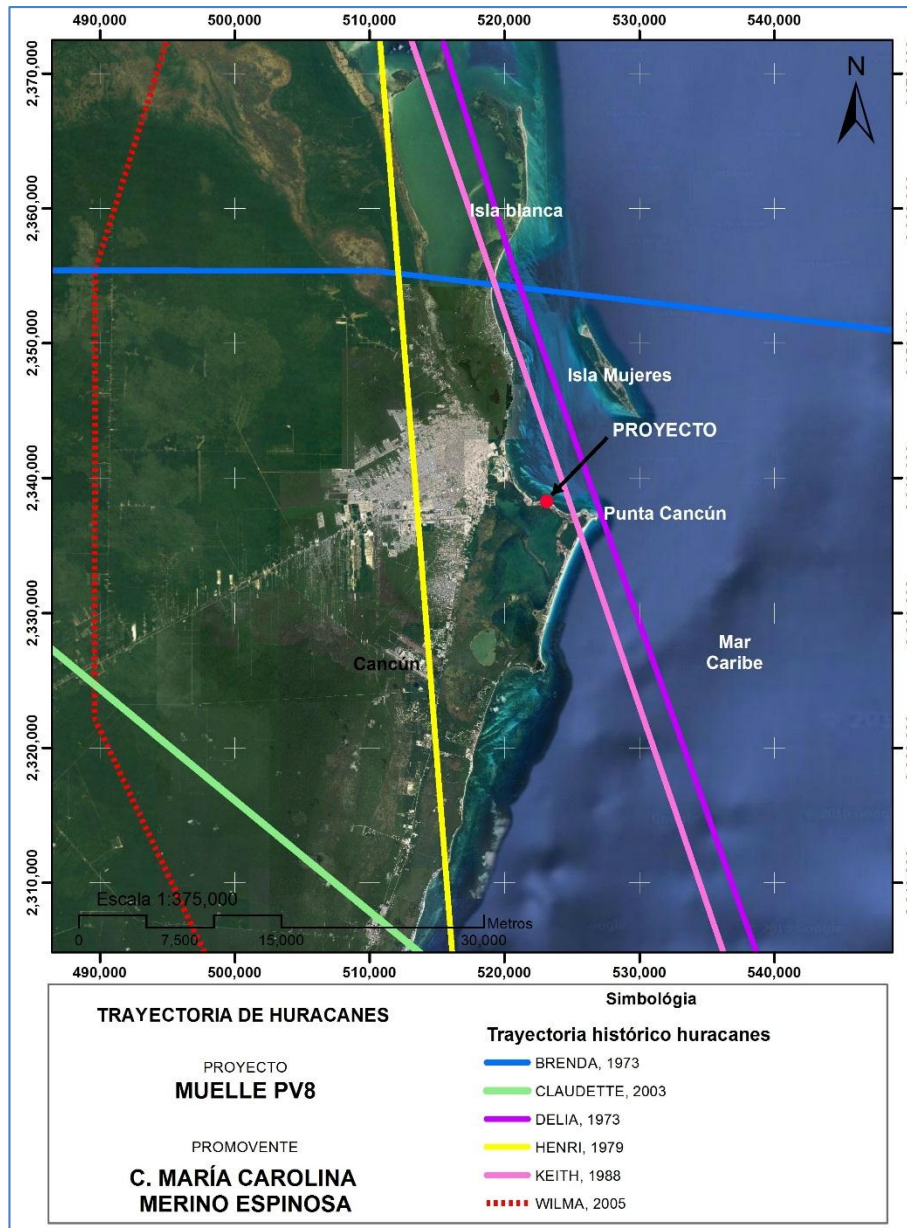 490,000 500,000 510,000 520,000 530,000 540,000
2,370,000
2,360,000
2,350,000
2,340,000
2,330,000
2,320,000
2,310,000
N
Isla blanca
Isla Mujeres
PROYECTO
Punta Cancún
Mar
Caribe
Cancún
Escala 1:375,000
Metros
0 7,500 15,000 30,000
490,000 500,000 510,000 520,000 530,000 540,000
TRAYECTORIA DE HURACANES
PROYECTO
MUELLE PV8
PROMOVENTE
C. MARÍA CAROLINA
MERINO ESPINOSA
Simbológia
Trayectoria histórico huracanes
BRENDA, 1973
CLAUDETTE, 2003
DELIA, 1973
HENRI, 1979
KEITH, 1988
WILMA, 2005